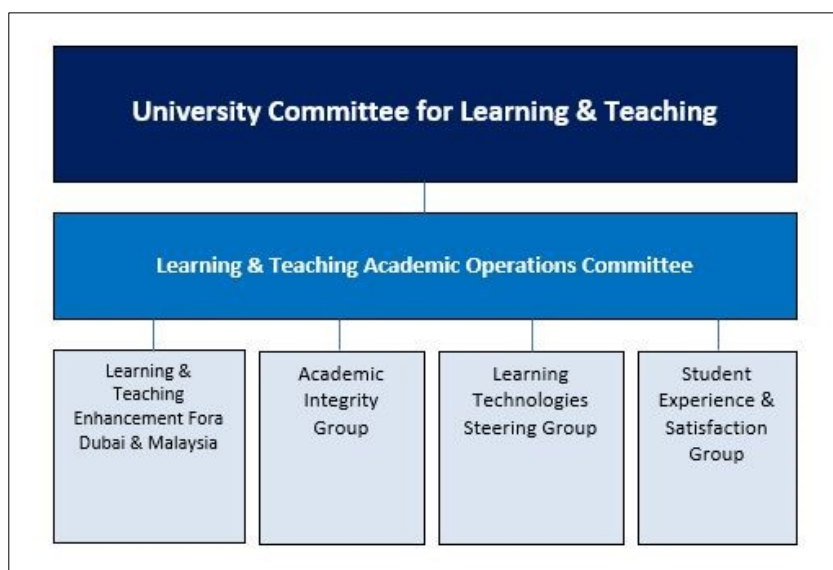 University Committee for Learning & Teaching
Learning & Teaching Academic Operations Committee
Learning &
Teaching
Enhancement Fora
Dubai & Malaysia
Academic
Integrity
Group
Learning
Technologies
Steering Group
Student
Experience &
Satisfaction
Group